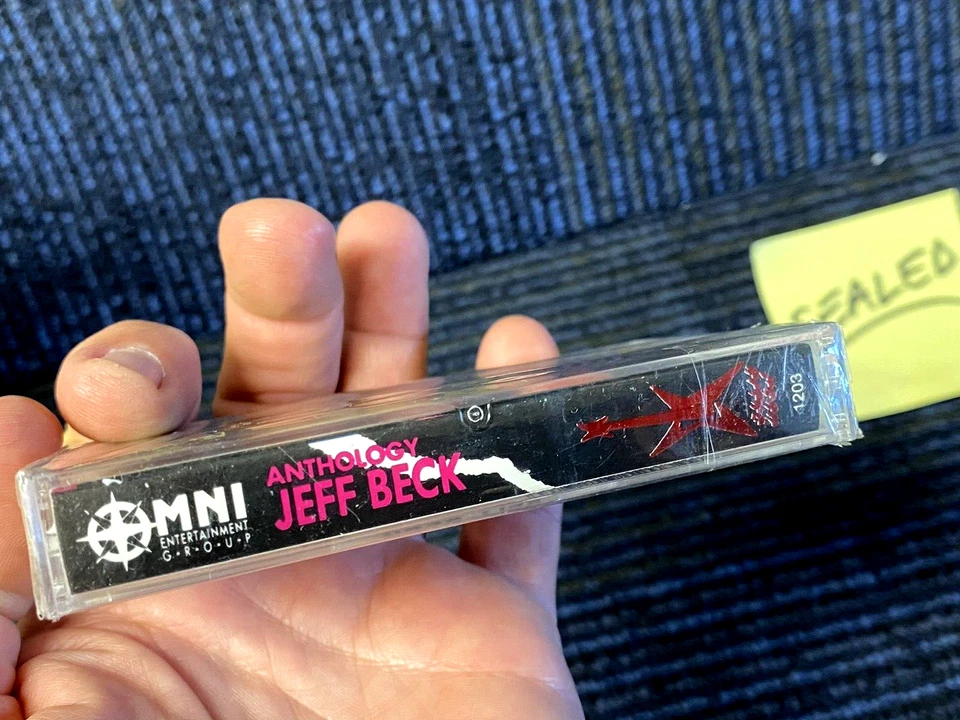 OMNI
ENTERTAINMENT
G•R•O•U•P
ANTHOLOGY
JEFF BECK
1203
SEALED